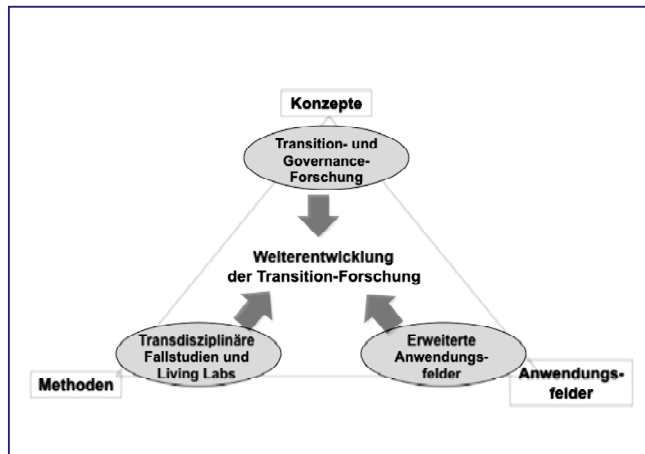 Konzepte
Transition- und
Governance-
Forschung
Weiterentwicklung
der Transition-Forschung
Transdisziplinäre
Fallstudien und
Living Labs
Erweiterte
Anwendungs-
felder
Methoden
Anwendungs-
felder